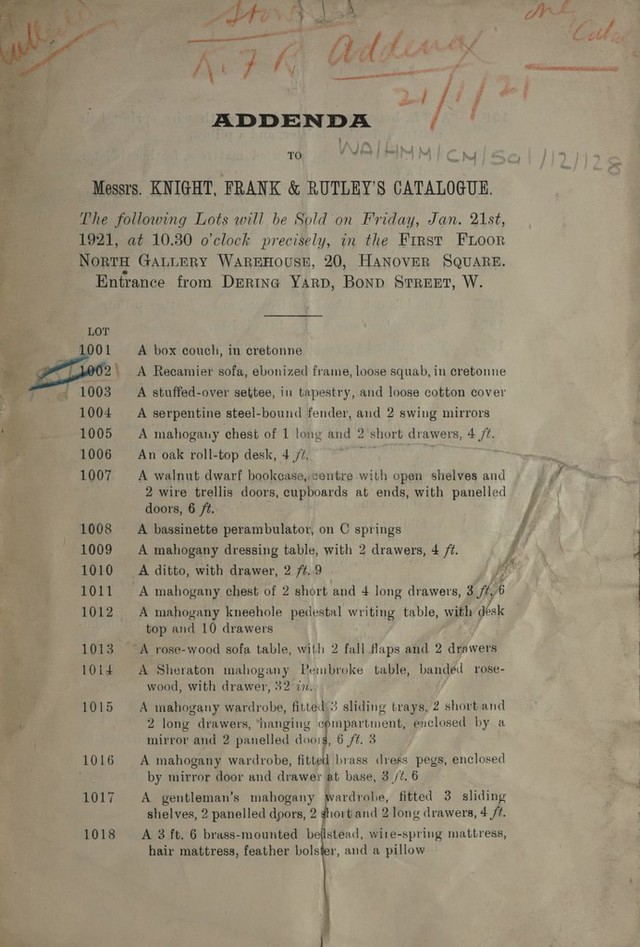 K. F R Addenda
21/1/21
ADDENDA
TO
WA/HMM/CM/Sal/12/128
Messrs. KNIGHT, FRANK & RUTLEY'S CATALOGUE.
The following Lots will be Sold on Friday, Jan. 21st,
1921, at 10.30 o'clock precisely, in the FIRST FLOOR
NORTH GALLERY WAREHOUSE, 20, HANOVER SQUARE.
Entrance from DERING YARD, BOND STREET, W.
LOT
1001 A box couch, in cretonne
1002 A Recamier sofa, ebonized frame, loose squab, in cretonne
1003 A stuffed-over settee, in tapestry, and loose cotton cover
1004 A serpentine steel-bound fender, and 2 swing mirrors
1005 A mahogany chest of 1 long and 2 short drawers, 4 ft.
1006 An oak roll-top desk, 4 ft.
1007 A walnut dwarf bookcase, centre with open shelves and
2 wire trellis doors, cupboards at ends, with panelled
doors, 6 ft.
1008 A bassinette perambulator, on C springs
1009 A mahogany dressing table, with 2 drawers, 4 ft.
1010 A ditto, with drawer, 2 ft. 9
1011 A mahogany chest of 2 short and 4 long drawers, 3 ft. 6
1012 A mahogany kneehole pedestal writing table, with desk
top and 10 drawers
1013 A rose-wood sofa table, with 2 fall flaps and 2 drawers
1014 A Sheraton mahogany Pembroke table, banded rose-
wood, with drawer, 32 in.
1015 A mahogany wardrobe, fitted 3 sliding trays, 2 short and
2 long drawers, hanging compartment, enclosed by a
mirror and 2 panelled doors, 6 ft. 3
1016 A mahogany wardrobe, fitted brass dress pegs, enclosed
by mirror door and drawer at base, 3 ft. 6
1017 A gentleman's mahogany wardrobe, fitted 3 sliding
shelves, 2 panelled doors, 2 short and 2 long drawers, 4 ft.
1018 A 3 ft. 6 brass-mounted bedstead, wire-spring mattress,
hair mattress, feather bolster, and a pillow